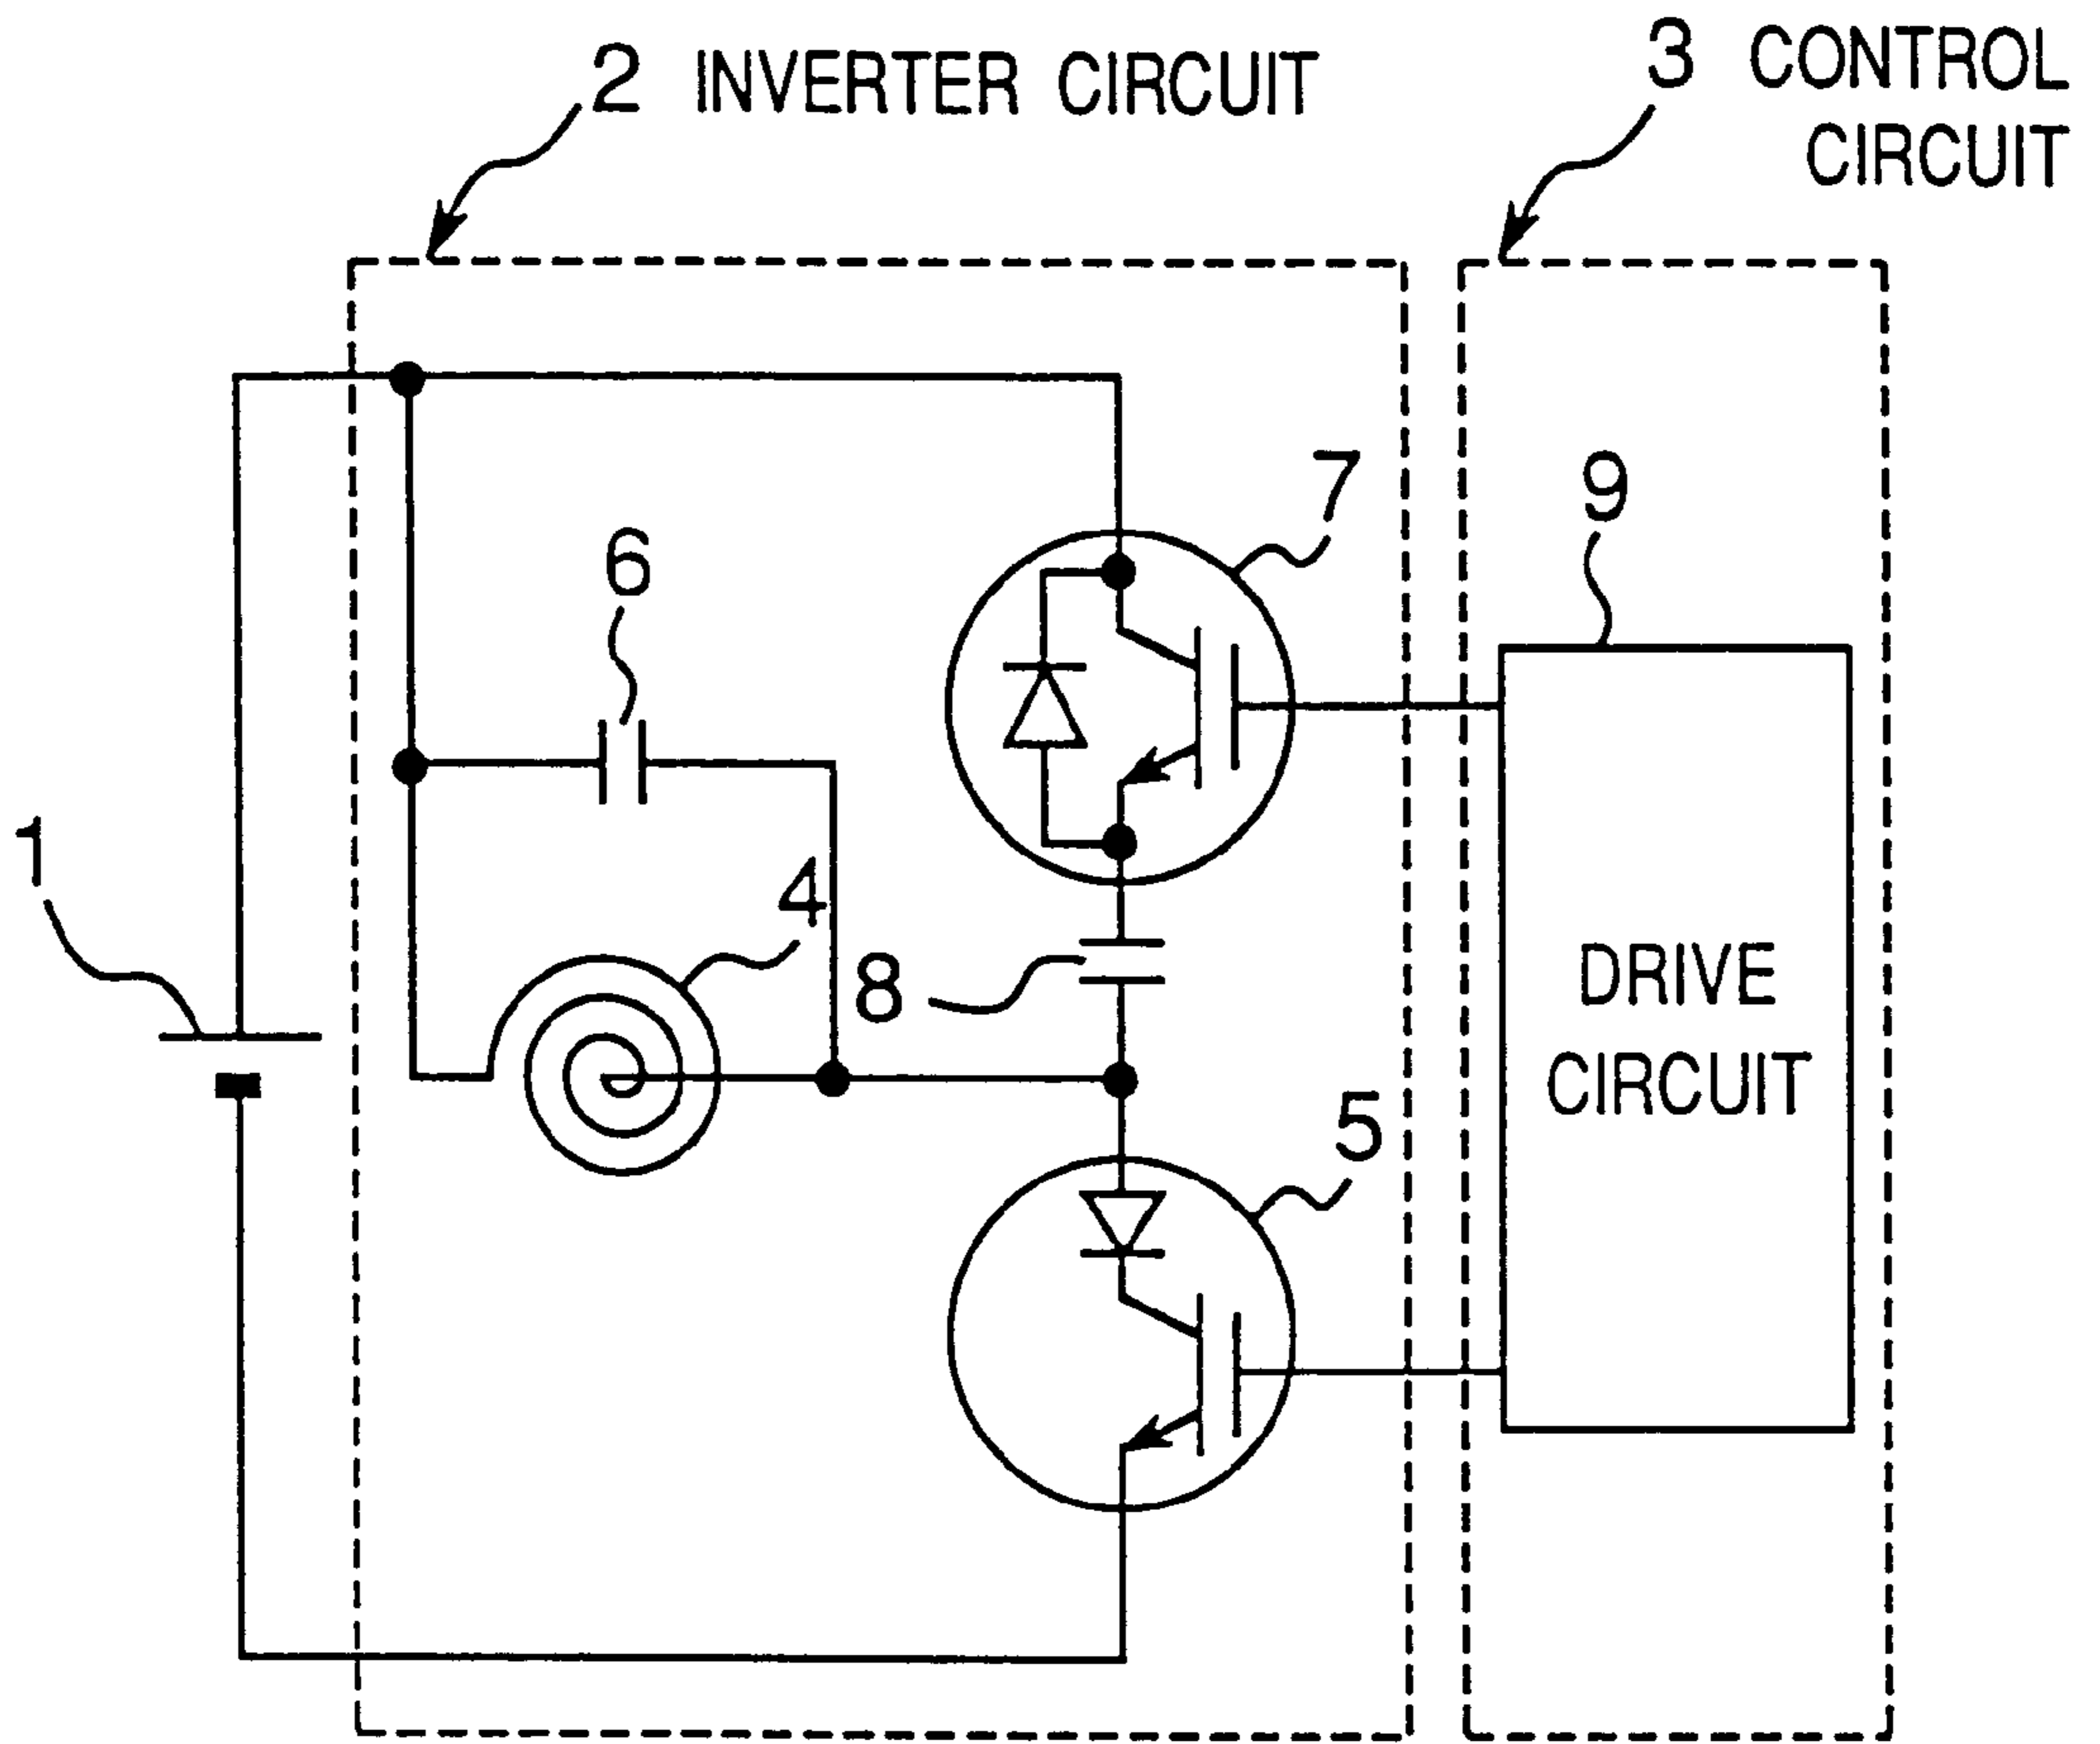 2 INVERTER CIRCUIT
3 CONTROL
CIRCUIT
7
9
6
1
4
8
DRIVE
CIRCUIT
5